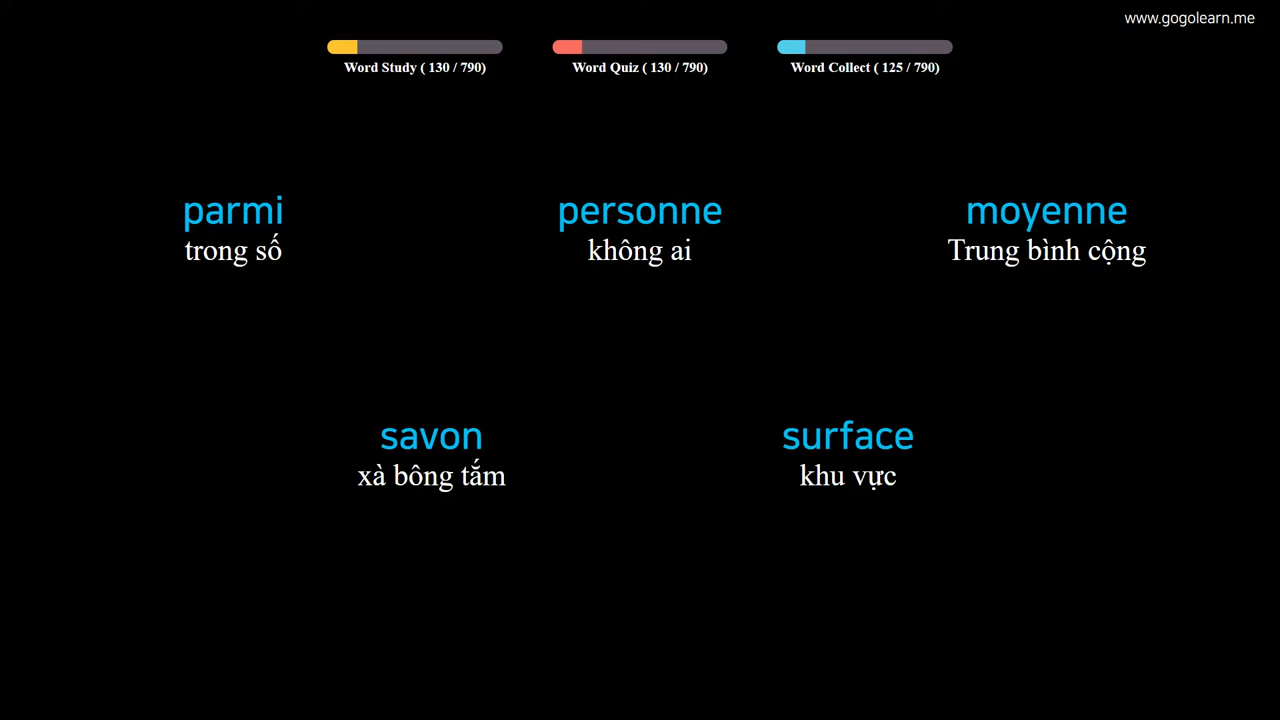 www.gogolearn.me
Word Study ( 130 / 790)
Word Quiz ( 130 / 790)
Word Collect ( 125 / 790)
parmi
trong số
personne
không ai
moyenne
Trung bình cộng
savon
xà bông tắm
surface
khu vực